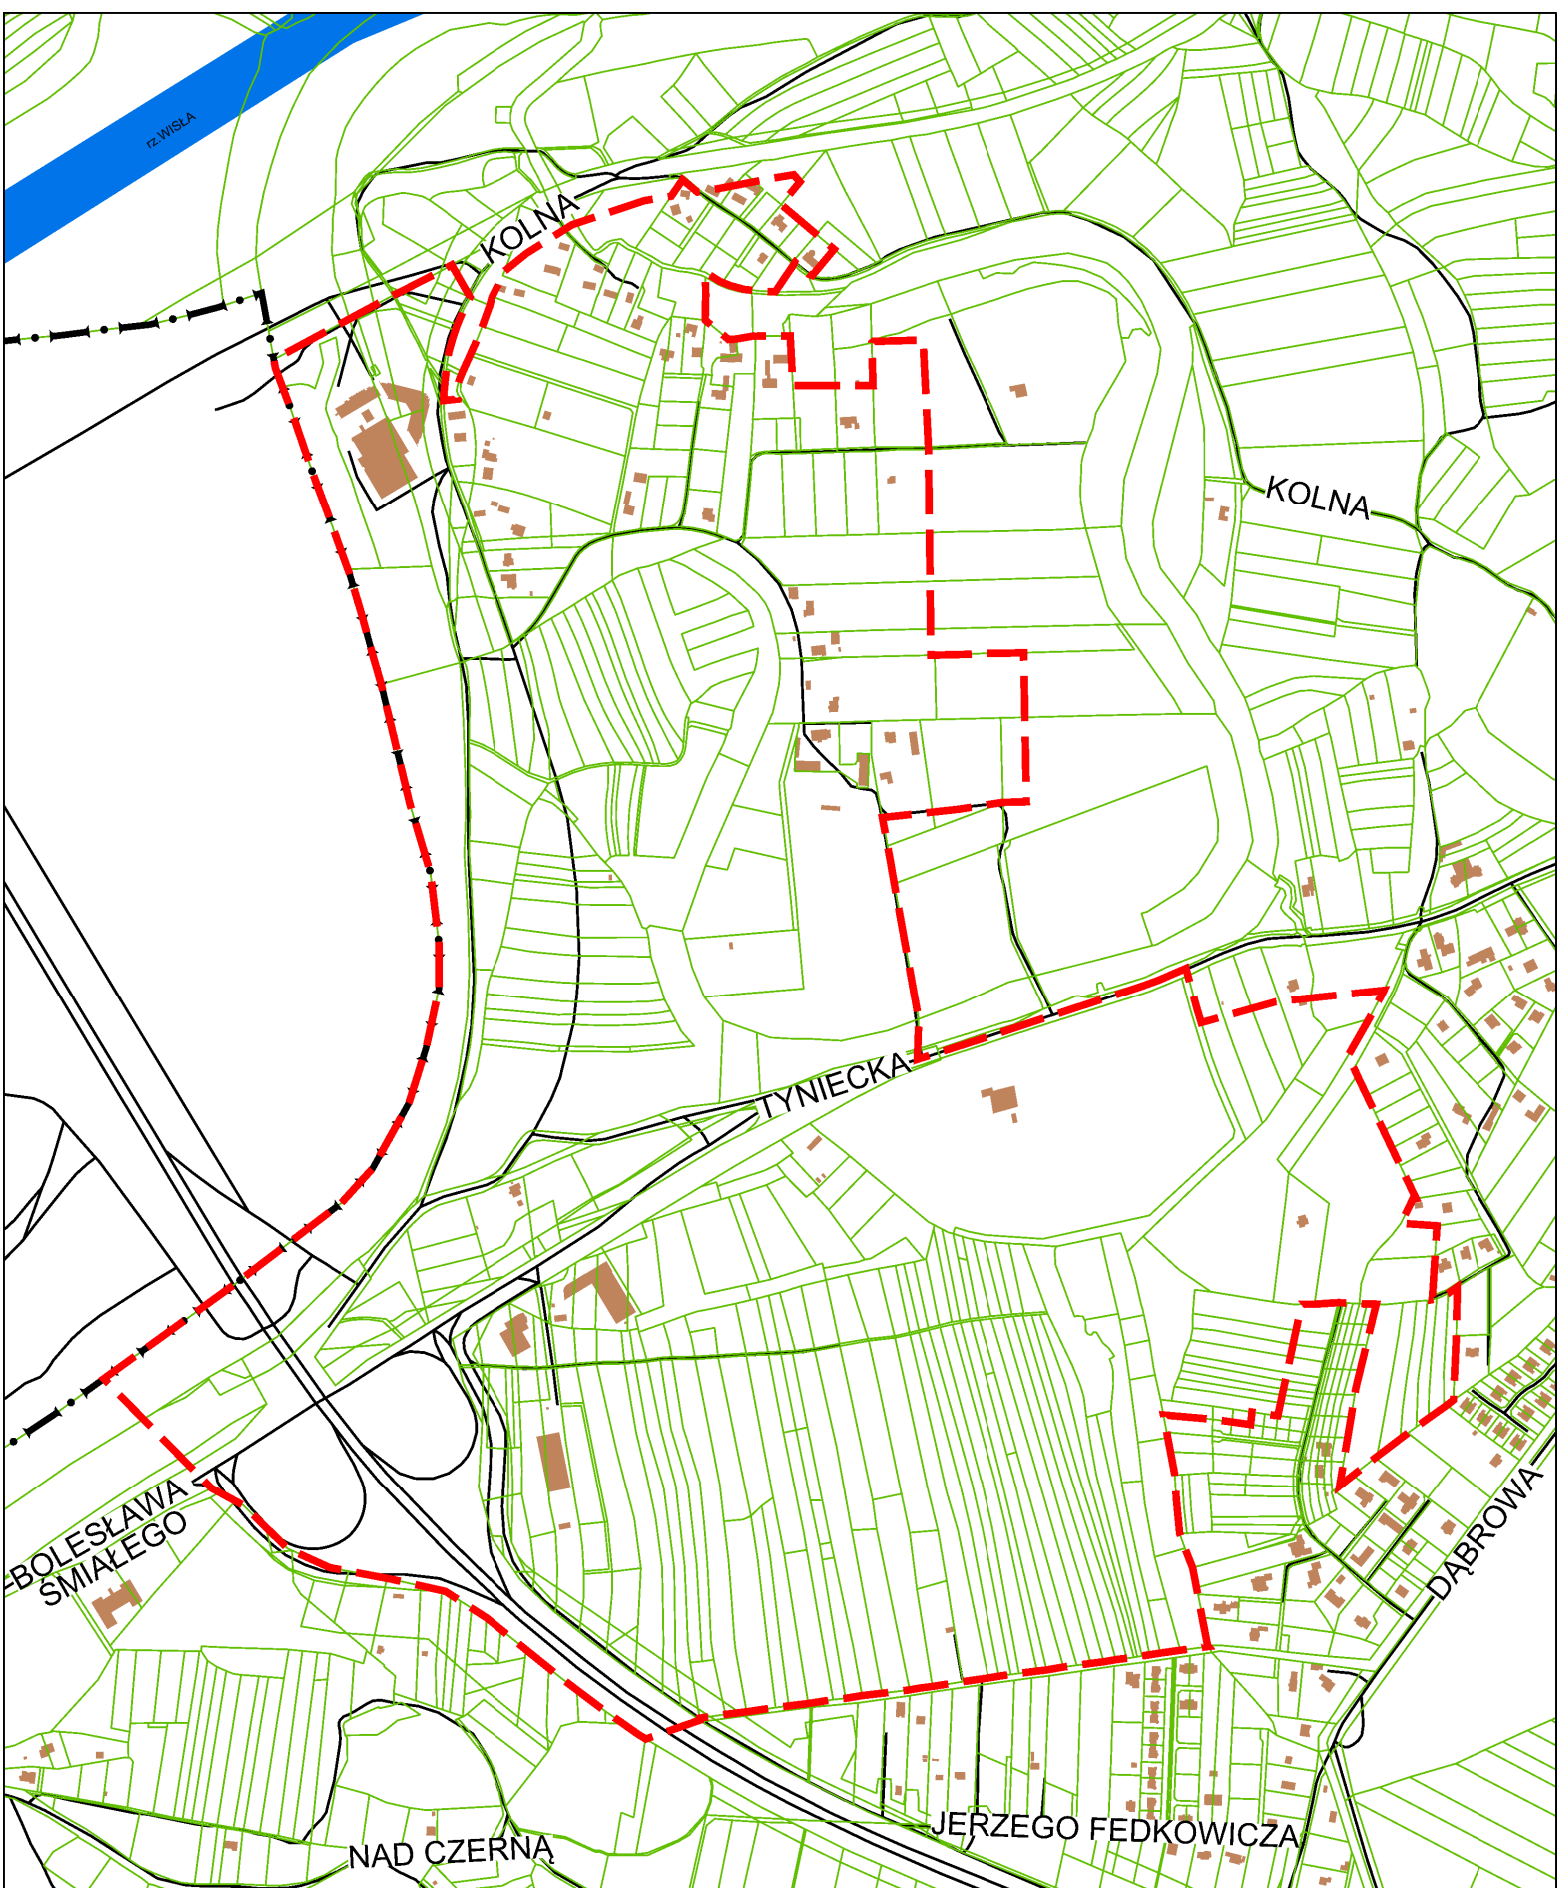 rz.WISŁA
KOLNA
KOLNA
TYNIECKA
BOLESŁAWA
ŚMIAŁEGO
DĄBROWA
JERZEGO FEDKOWICZA
NAD CZERNĄ